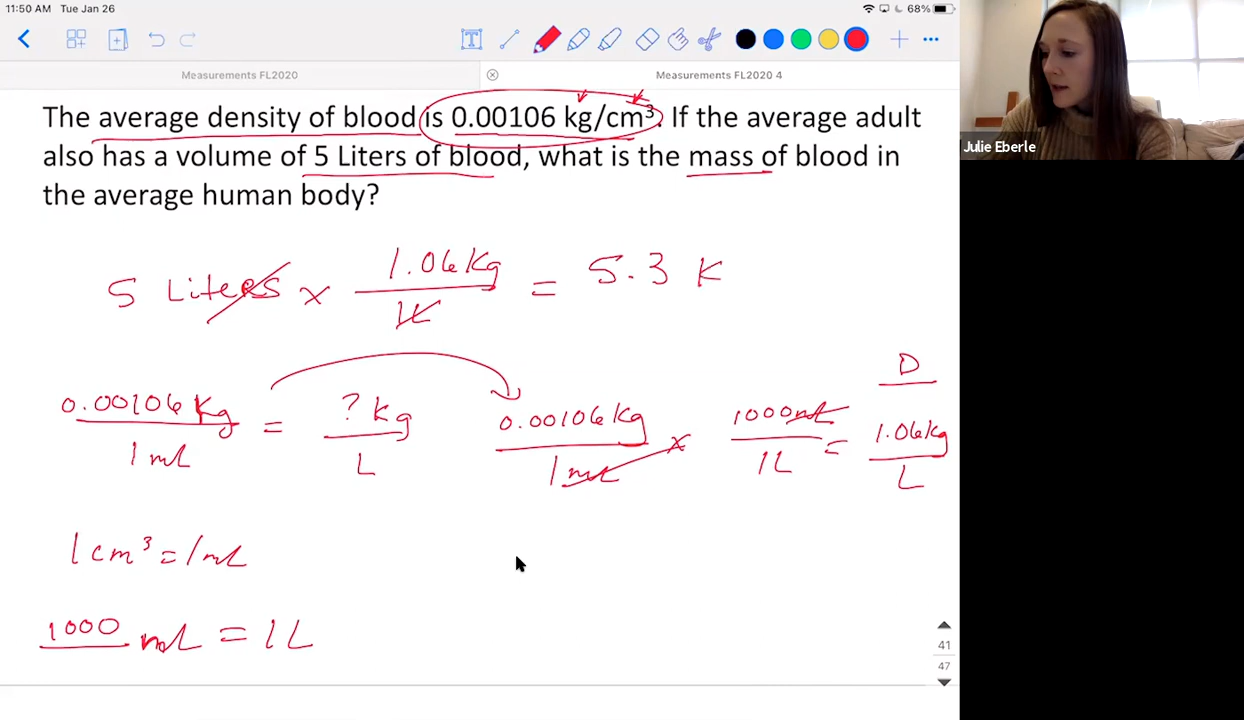 11:50 AM Tue Jan 26
68%
Measurements FL2020
Measurements FL2020 4
The average density of blood is 0.00106 kg/cm³. If the average adult
also has a volume of 5 Liters of blood, what is the mass of blood in
the average human body?
Julie Eberle
5 Liters x 1.06 kg / 1L = 5.3 K
0.00106 kg / 1 mL = ? kg / L
0.00106 kg / 1 mL x 1000 mL / 1L = 1.06 kg / L
D
1 cm³ = 1 mL
1000 mL = 1 L
41
47